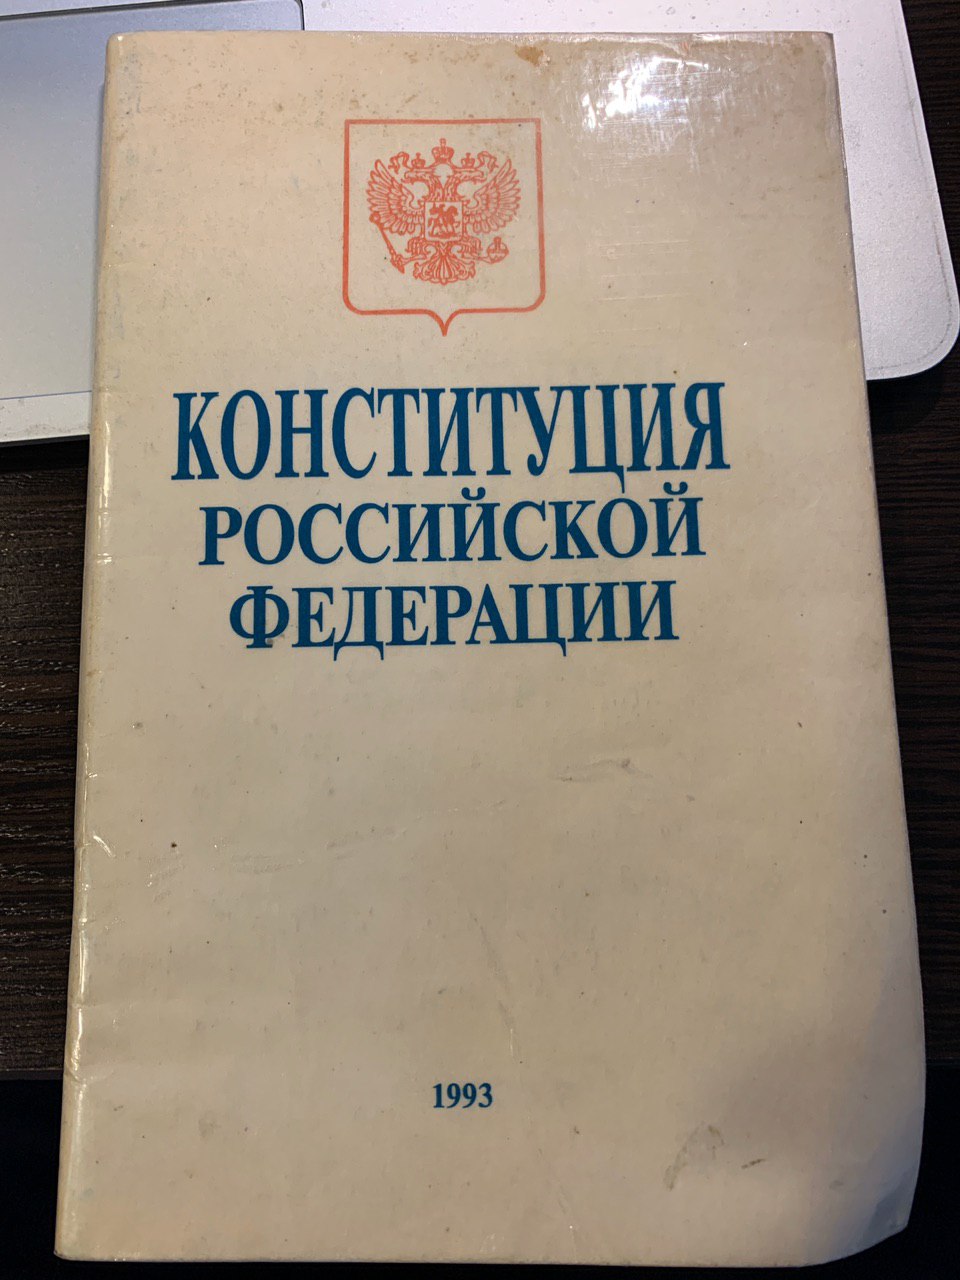 КОНСТИТУЦИЯ
РОССИЙСКОЙ
ФЕДЕРАЦИИ
1993